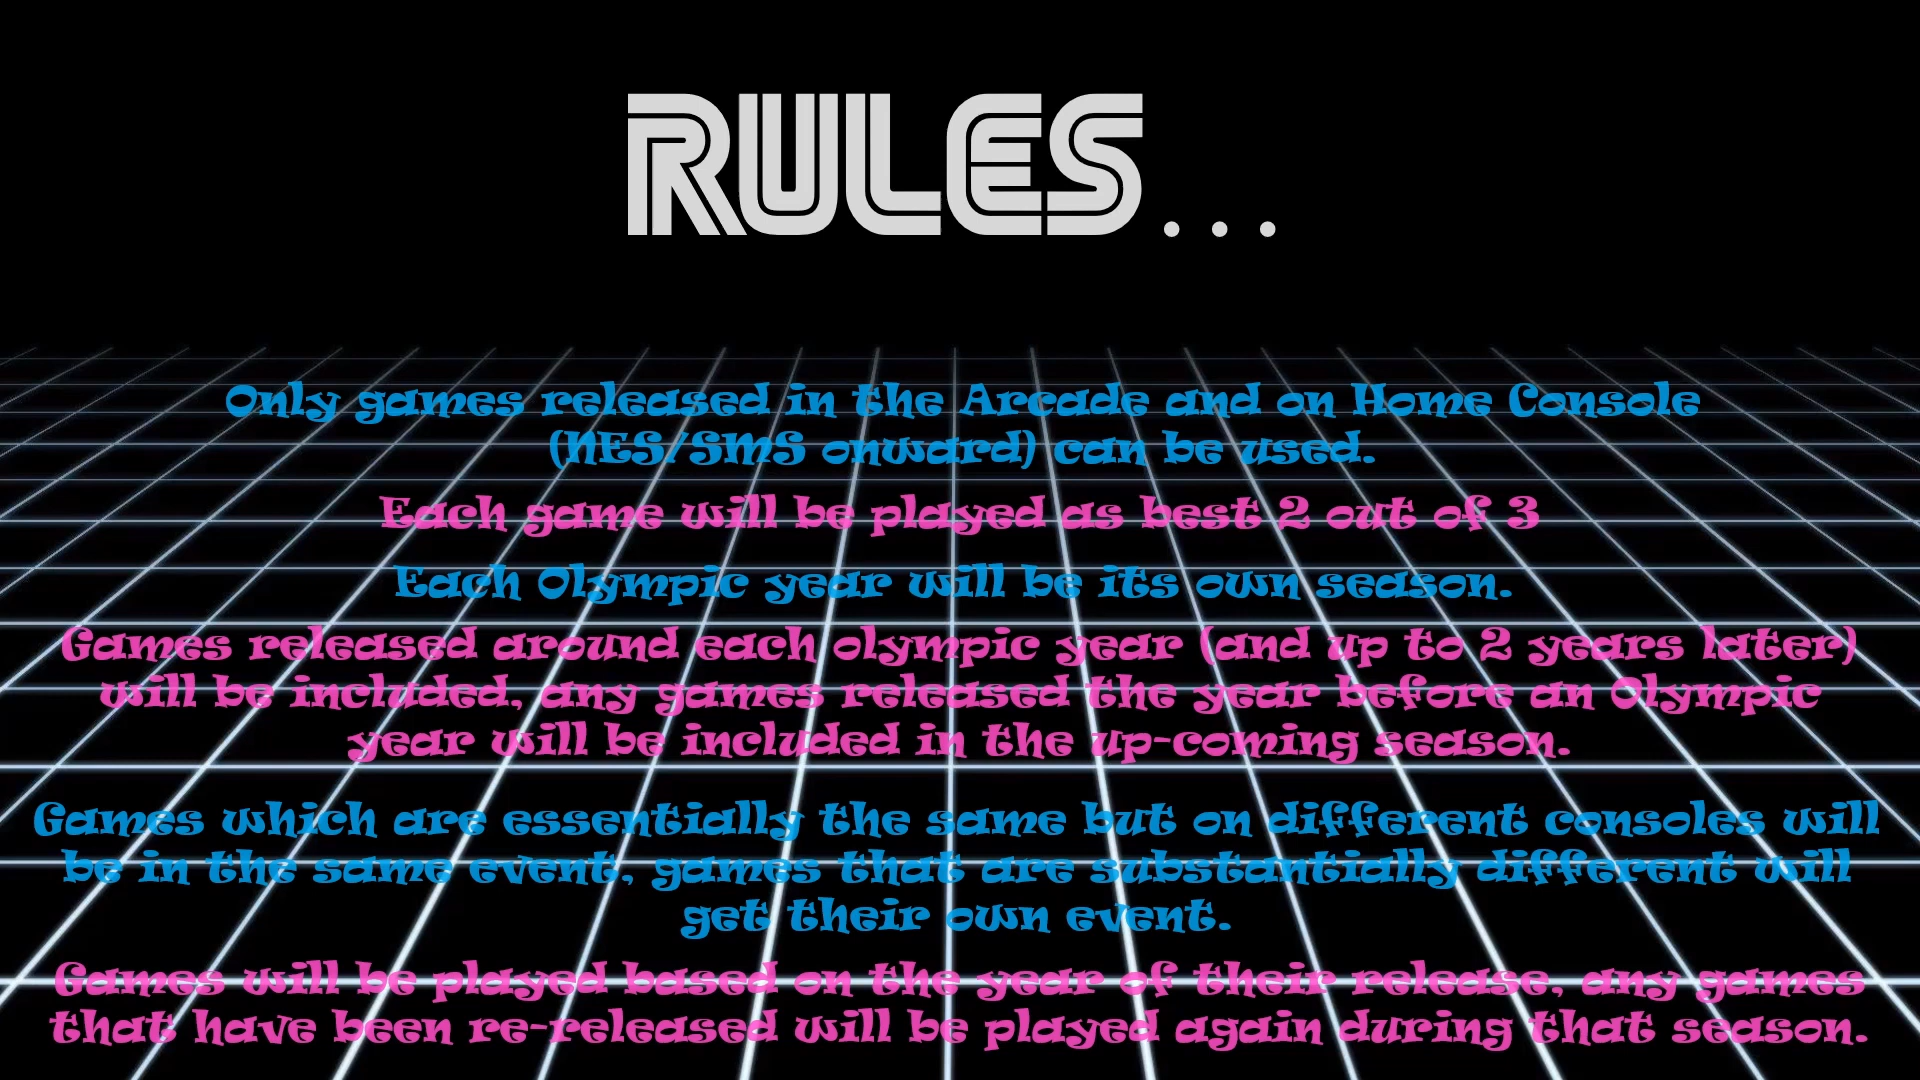 RULES...
Only games released in the Arcade and on Home Console
(NES/SMS onward) can be used.
Each game will be played as best 2 out of 3
Each Olympic year will be its own season.
Games released around each olympic year (and up to 2 years later)
will be included, any games released the year before an Olympic
year will be included in the up-coming season.
Games which are essentially the same but on different consoles will
be in the same event, games that are substantially different will
get their own event.
Games will be played based on the year of their release, any games
that have been re-released will be played again during that season.